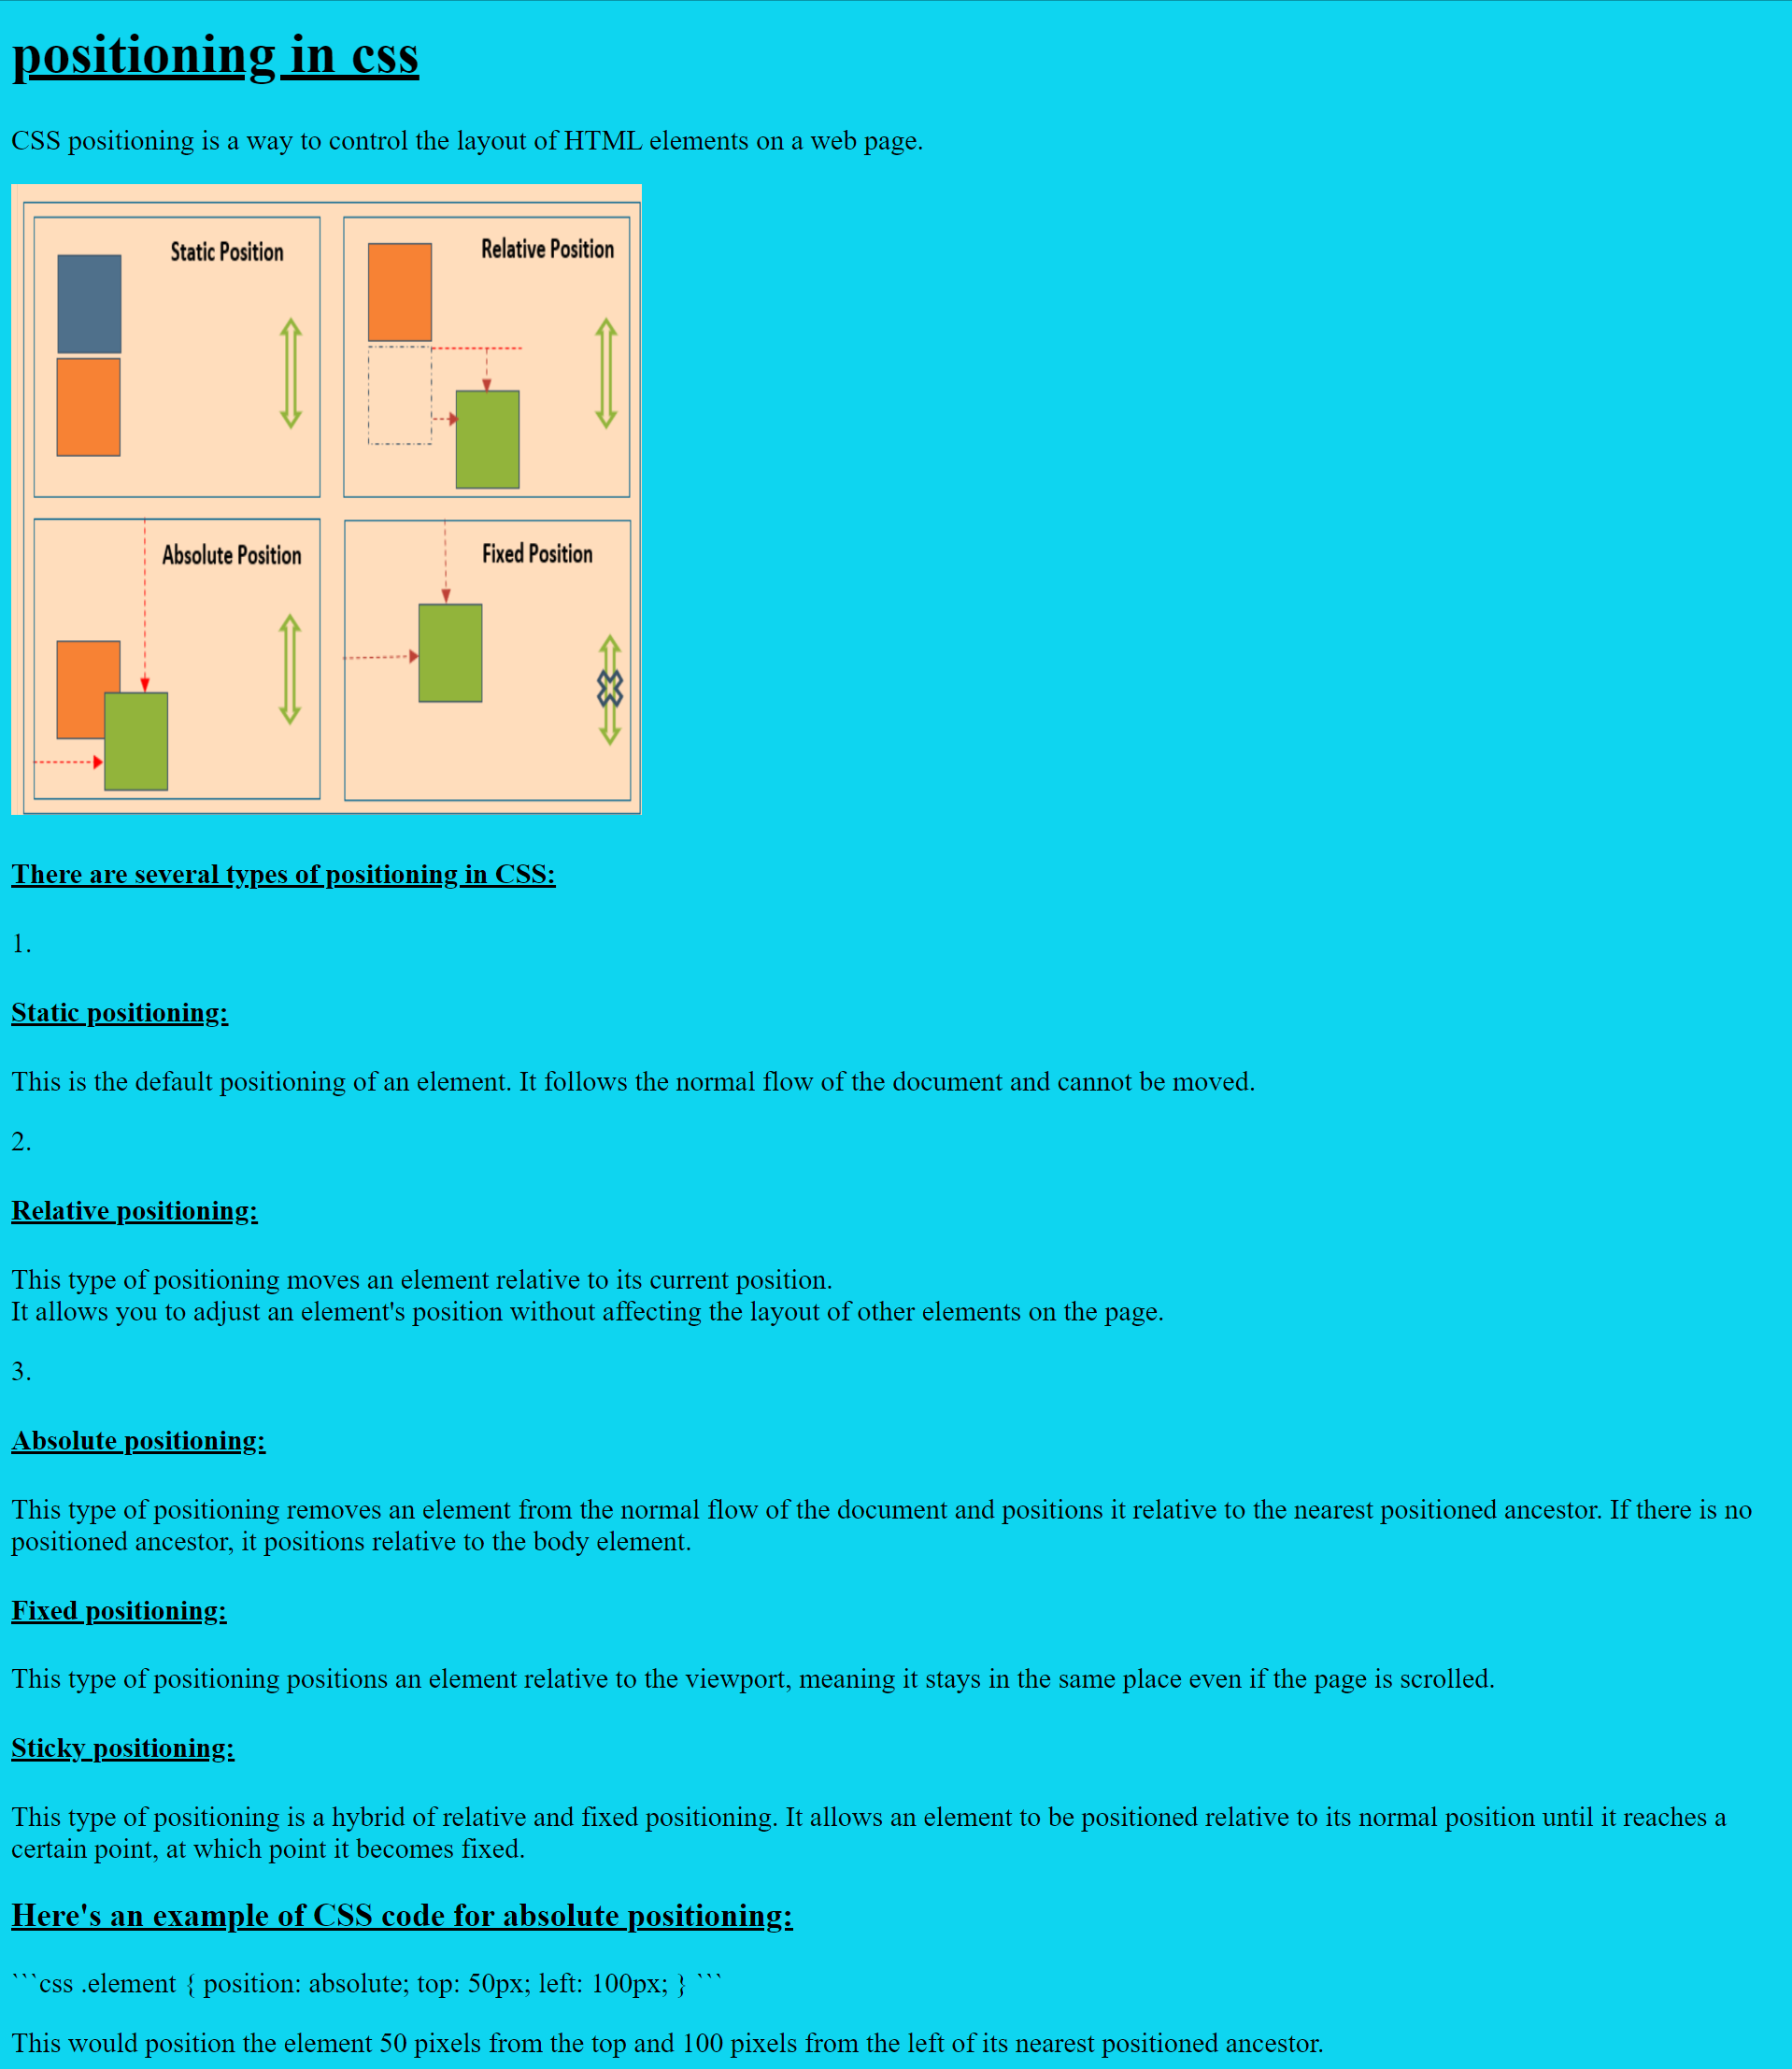 positioning in css
CSS positioning is a way to control the layout of HTML elements on a web page.
Static Position
Relative Position
Absolute Position
Fixed Position
There are several types of positioning in CSS:
1.
Static positioning:
This is the default positioning of an element. It follows the normal flow of the document and cannot be moved.
2.
Relative positioning:
This type of positioning moves an element relative to its current position.
It allows you to adjust an element's position without affecting the layout of other elements on the page.
3.
Absolute positioning:
This type of positioning removes an element from the normal flow of the document and positions it relative to the nearest positioned ancestor. If there is no
positioned ancestor, it positions relative to the body element.
Fixed positioning:
This type of positioning positions an element relative to the viewport, meaning it stays in the same place even if the page is scrolled.
Sticky positioning:
This type of positioning is a hybrid of relative and fixed positioning. It allows an element to be positioned relative to its normal position until it reaches a
certain point, at which point it becomes fixed.
Here's an example of CSS code for absolute positioning:
```css .element { position: absolute; top: 50px; left: 100px; } ```
This would position the element 50 pixels from the top and 100 pixels from the left of its nearest positioned ancestor.